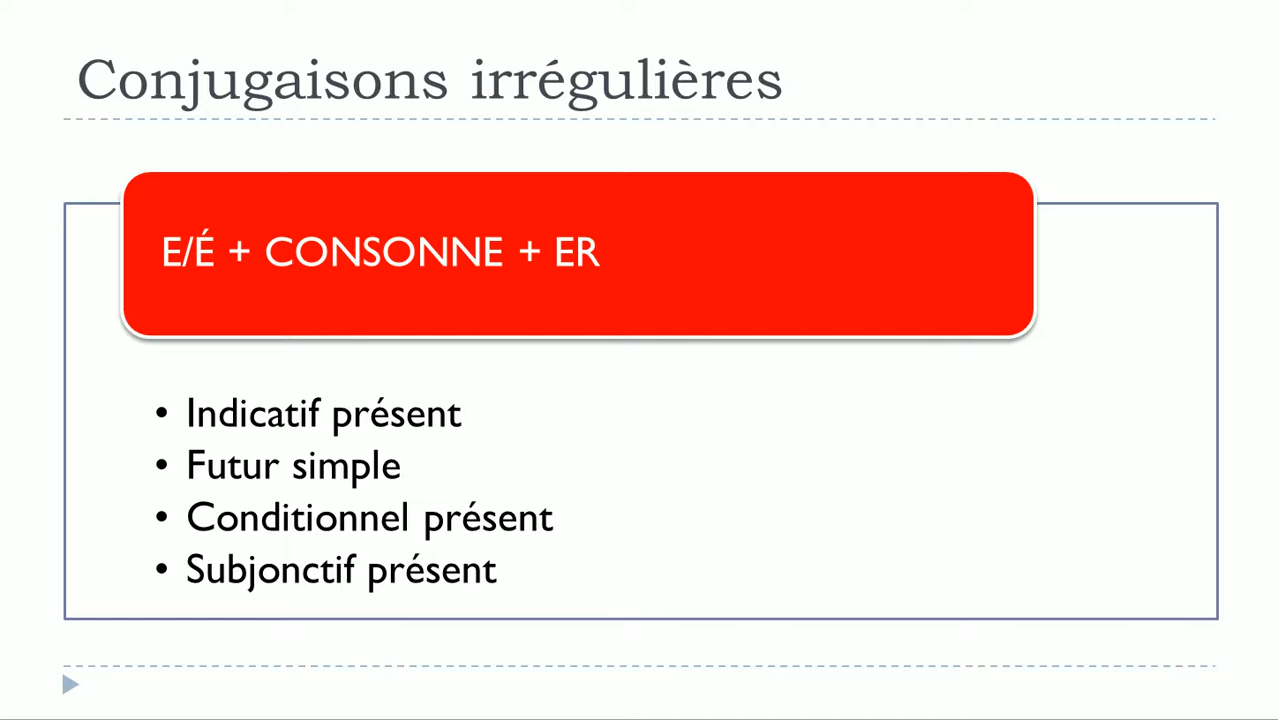 Conjugaisons irrégulières
E/É + CONSONNE + ER
• Indicatif présent
• Futur simple
• Conditionnel présent
• Subjonctif présent